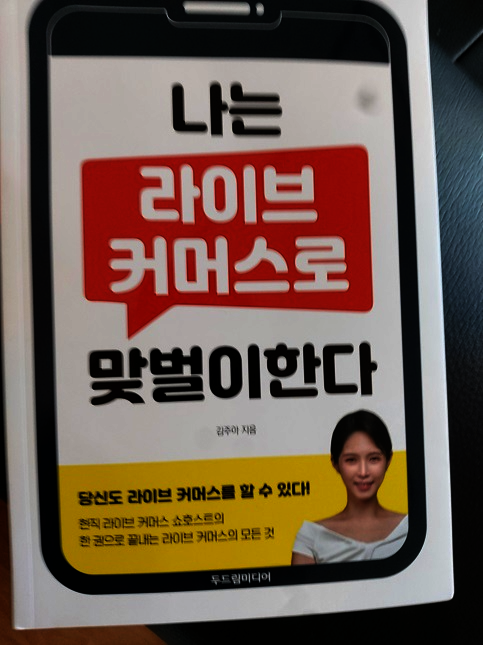 나는
라이브
커머스로
맞벌이한다
김주아 지음
당신도 라이브 커머스를 할 수 있다!
현직 라이브 커머스 쇼호스트의
한 권으로 끝내는 라이브 커머스의 모든 것
두드림미디어